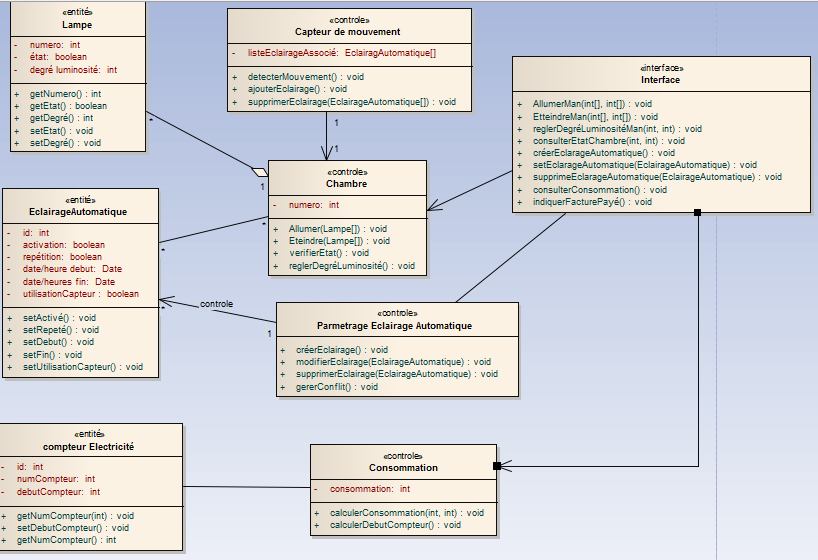 «entité»
Lampe
- numero: int
- état: boolean
- degré luminosité: int
+ getNumero() : int
+ getEtat() : boolean
+ getDegré() : int
+ setEtat() : void
+ setDegré() : void
*
1
«controle»
Capteur de mouvement
- listeEclairageAssocié: EclairagAutomatique[]
+ detecterMouvement() : void
+ ajouterEclairage() : void
+ supprimerEclairage(EclairageAutomatique[]) : void
1
1
«interface»
Interface
+ AllumerMan(int[], int[]) : void
+ EtteindreMan(int[], int[]) : void
+ reglerDegréLuminositéMan(int, int) : void
+ consulterEtatChambre(int, int) : void
+ créerEclarageAutomatique() : void
+ setEclarageAutomatique(EclairageAutomatique) : void
+ supprimeEclarageAutomatique(EclairageAutomatique) : void
+ consulterConsommation() : void
+ indiquerFacturePayé() : void
«controle»
Chambre
- numero: int
+ Allumer(Lampe[]) : void
+ Eteindre(Lampe[]) : void
+ verifierEtat() : void
+ reglerDegréLuminosité() : void
*
*
«entité»
EclairageAutomatique
- id: int
- activation: boolean
- repétition: boolean
- date/heure debut: Date
- date/heures fin: Date
- utilisationCapteur : boolean
+ setActivé() : void
+ setRepeté() : void
+ setDebut() : void
+ setFin() : void
+ setUtilisationCapteur() : void
*
controle
1
«controle»
Parmetrage Eclairage Automatique
+ créerEclairage() : void
+ modifierEclairage(EclairageAutomatique) : void
+ supprimerEclairage(EclairageAutomatique) : void
+ gererConflit() : void
«entité»
compteur Electricité
- id: int
- numCompteur: int
- debutCompteur: int
+ getNumCompteur(int) : void
+ setDebutCompteur() : void
+ getNumCompteur() : int
«controle»
Consommation
- consommation: int
+ calculerConsommation(int, int) : void
+ calculerDebutCompteur() : void